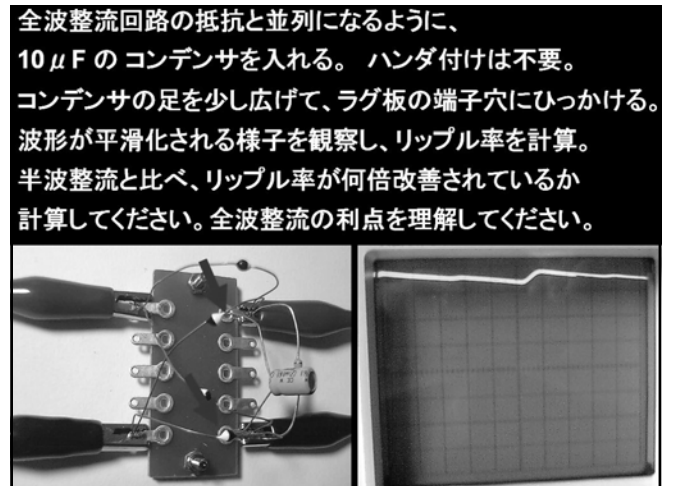 全波整流回路の抵抗と並列になるように、
10μF の コンデンサを入れる。 ハンダ付けは不要。
コンデンサの足を少し広げて、ラグ板の端子穴にひっかける。
波形が平滑化される様子を観察し、リップル率を計算。
半波整流と比べ、リップル率が何倍改善されているか
計算してください。全波整流の利点を理解してください。